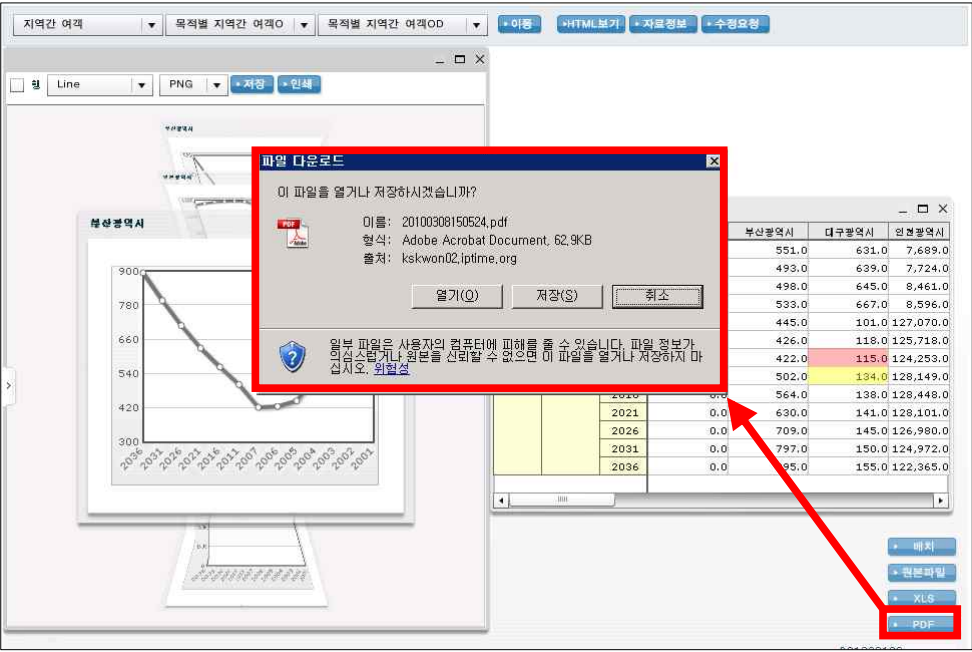 지역간 여객 목적별 지역간 여객O 목적별 지역간 여객OD 이동 HTML보기 자료정보 수정요청
Line PNG 저장 인쇄
부산광역시
부산광역시
900
780
660
540
420
300
2036 2031 2026 2021 2016 2011 2007 2006 2005 2004 2003 2002 2001
파일 다운로드
이 파일을 열거나 저장하시겠습니까?
이름: 20100308150524.pdf
형식: Adobe Acrobat Document, 62.9KB
출처: kskwon02.iptime.org
열기(O) 저장(S) 취소
일부 파일은 사용자의 컴퓨터에 피해를 줄 수 있습니다. 파일 정보가
의심스럽거나 원본을 신뢰할 수 없으면 이 파일을 열거나 저장하지 마
십시오. 위험성
부산광역시 대구광역시 인천광역시
551.0 631.0 7,689.0
493.0 639.0 7,724.0
498.0 645.0 8,461.0
533.0 667.0 8,596.0
445.0 101.0 127,070.0
426.0 118.0 125,718.0
422.0 115.0 124,253.0
502.0 134.0 128,149.0
0.0 564.0 138.0 128,448.0
2021 0.0 630.0 141.0 128,101.0
2026 0.0 709.0 145.0 126,980.0
2031 0.0 797.0 150.0 124,972.0
2036 0.0 95.0 155.0 122,365.0
배치
원본파일
XLS
PDF